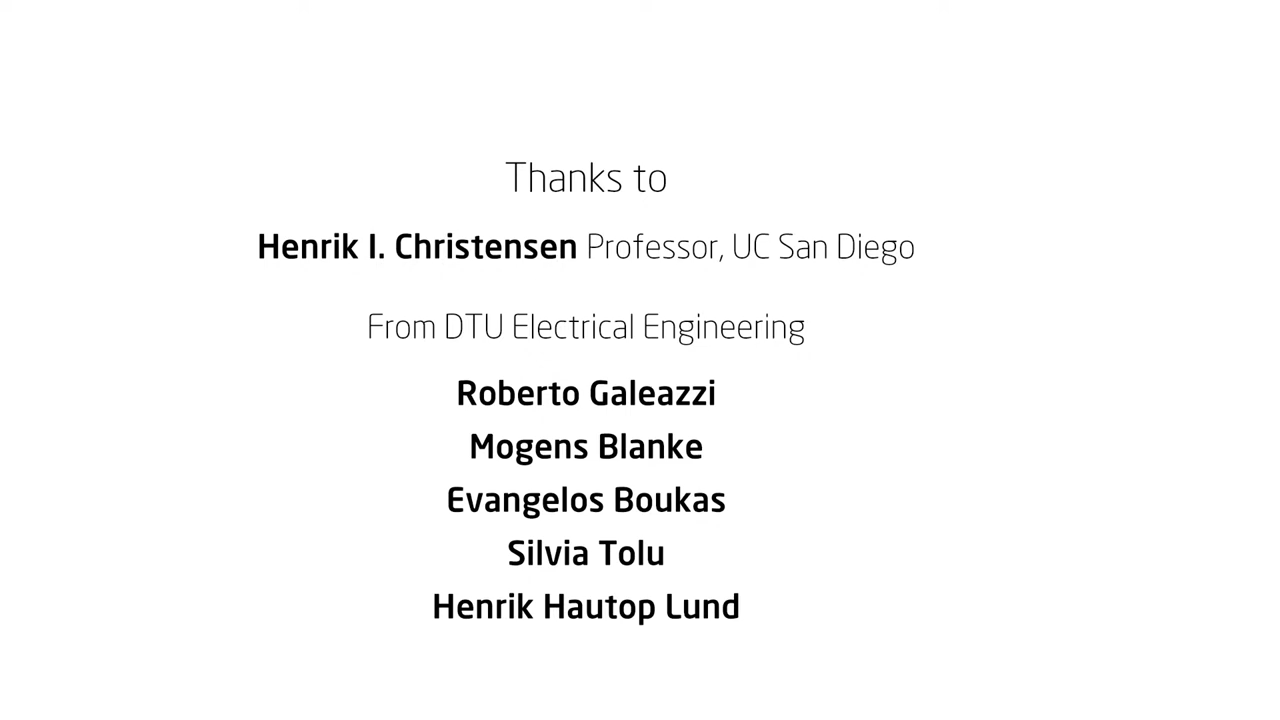 Thanks to
Henrik I. Christensen Professor, UC San Diego
From DTU Electrical Engineering
Roberto Galeazzi
Mogens Blanke
Evangelos Boukas
Silvia Tolu
Henrik Hautop Lund